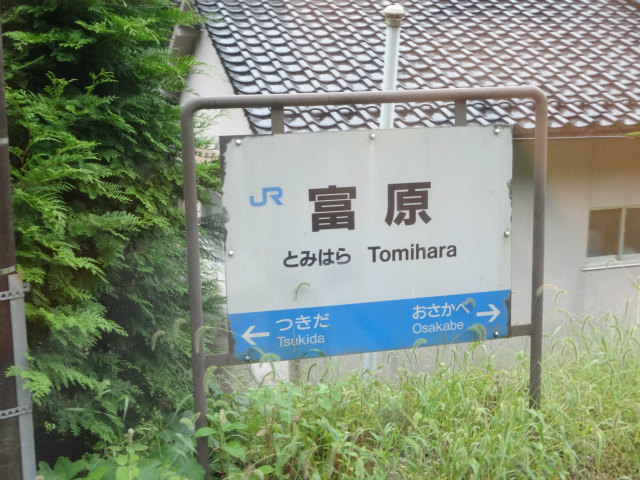 JR 富原
とみはら Tomihara
← つきだ おさかべ →
Tsukida Osakabe